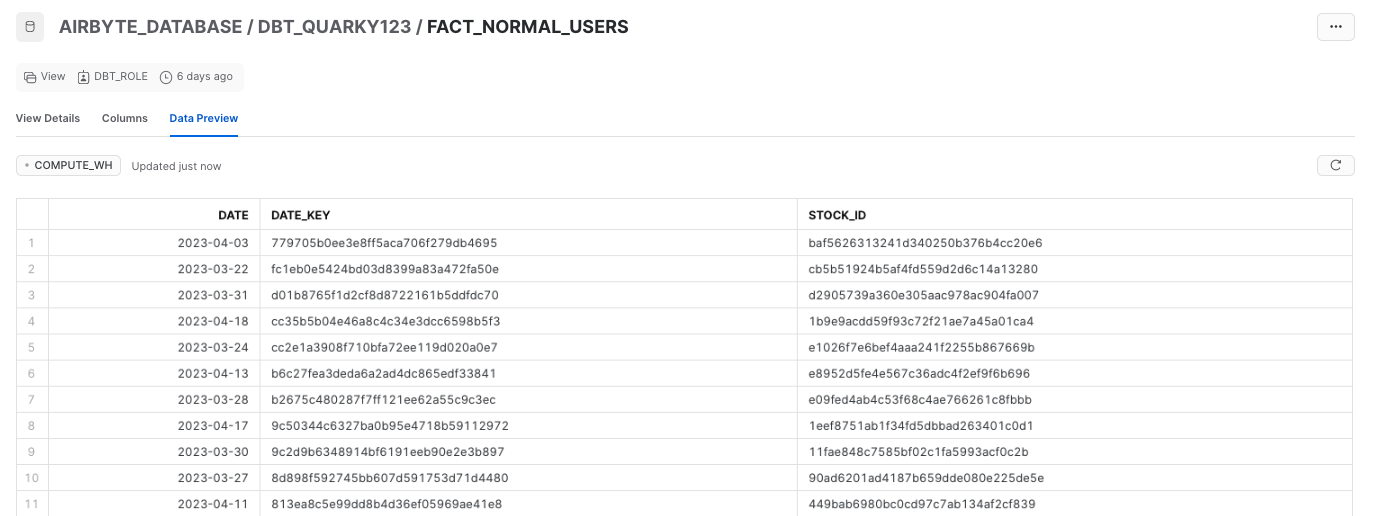 AIRBYTE_DATABASE / DBT_QUARKY123 / FACT_NORMAL_USERS
View DBT_ROLE 6 days ago
View Details Columns Data Preview
COMPUTE_WH Updated just now
DATE DATE_KEY STOCK_ID
1 2023-04-03 779705b0ee3e8ff5aca706f279db4695 baf5626313241d340250b376b4cc20e6
2 2023-03-22 fc1eb0e5424bd03d8399a83a472fa50e cb5b51924b5af4fd559d2d6c14a13280
3 2023-03-31 d01b8765f1d2cf8d8722161b5ddfdc70 d2905739a360e305aac978ac904fa007
4 2023-04-18 cc35b5b04e46a8c4c34e3dcc6598b5f3 1b9e9acdd59f93c72f21ae7a45a01ca4
5 2023-03-24 cc2e1a3908f710bfa72ee119d020a0e7 e1026f7e6bef4aaa241f2255b867669b
6 2023-04-13 b6c27fea3deda6a2ad4dc865edf33841 e8952d5fe4e567c36adc4f2ef9f6b696
7 2023-03-28 b2675c480287f7ff121ee62a55c9c3ec e09fed4ab4c53f68c4ae766261c8fbbb
8 2023-04-17 9c50344c6327ba0b95e4718b59112972 1eef8751ab1f34fd5dbbad263401c0d1
9 2023-03-30 9c2d9b6348914bf6191eeb90e2e3b897 11fae848c7585bf02c1fa5993acf0c2b
10 2023-03-27 8d898f592745bb607d591753d71d4480 90ad6201ad4187b659dde080e225de5e
11 2023-04-11 813ea8c5e99dd8b4d36ef05969ae41e8 449bab6980bc0cd97c7ab134af2cf839